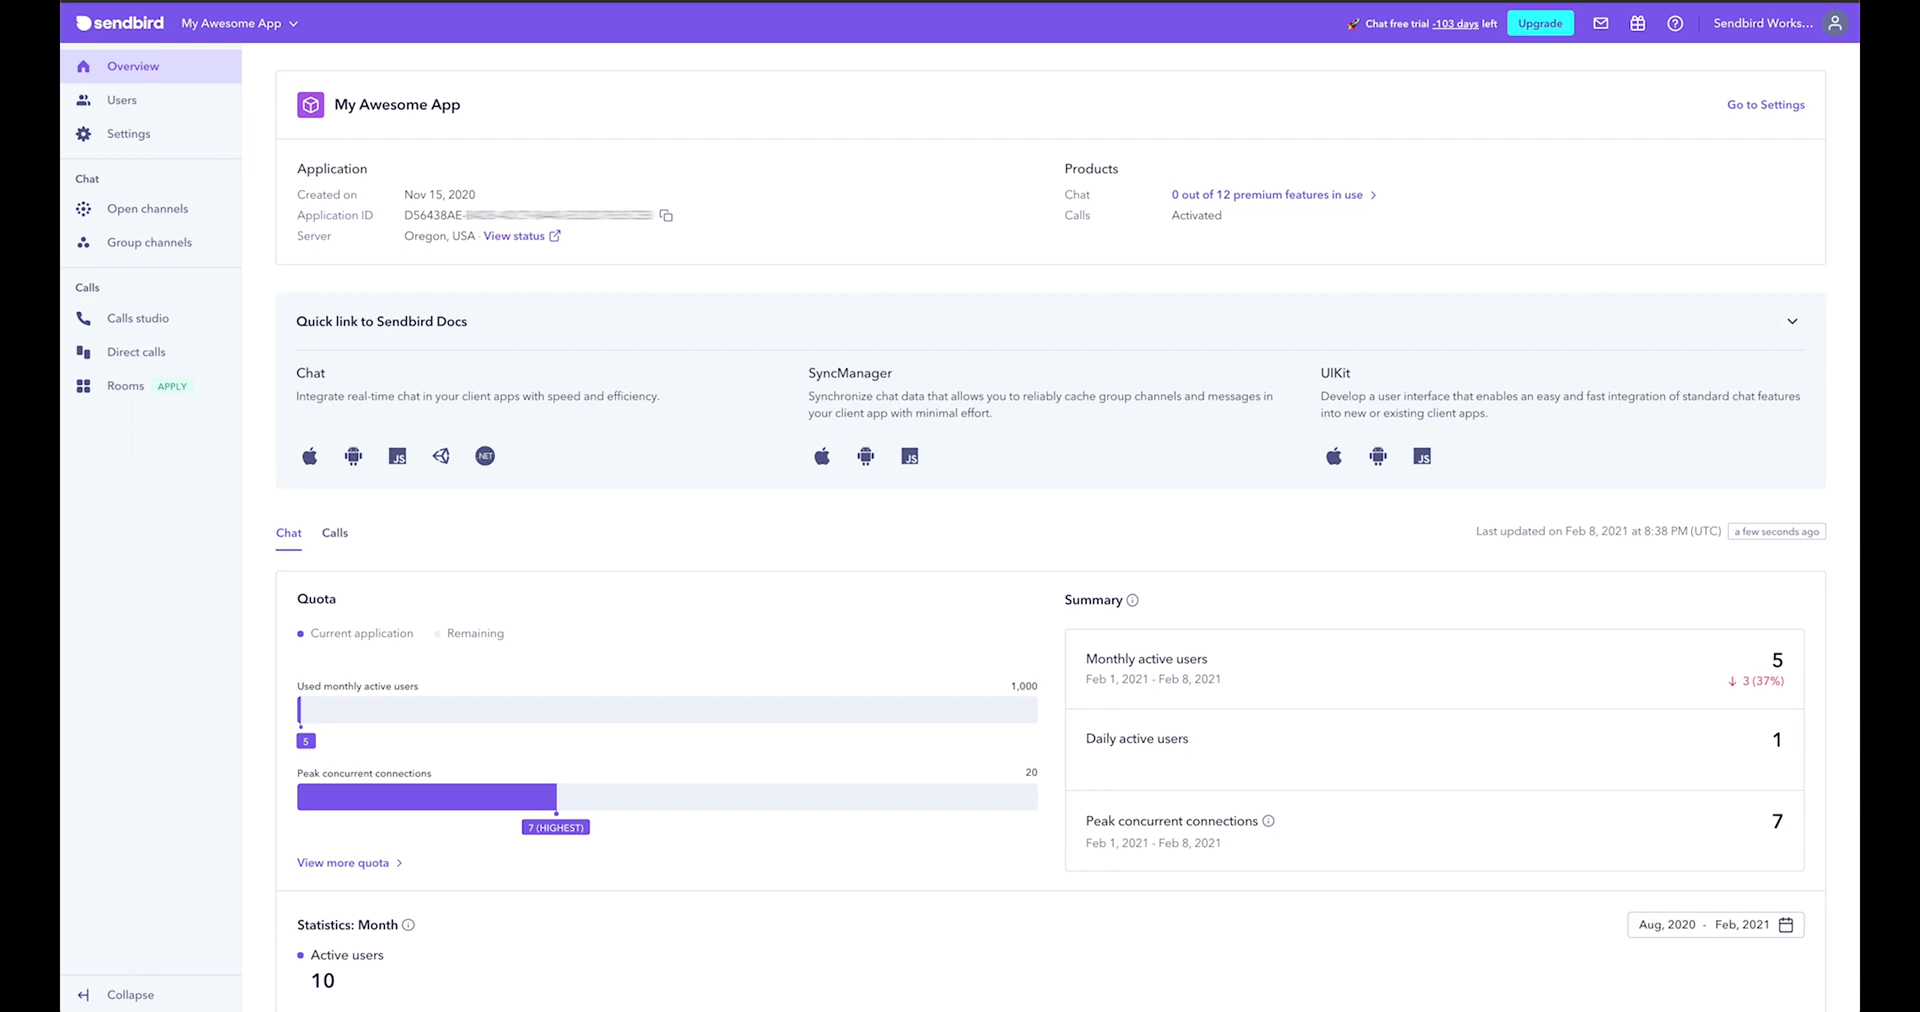 sendbird My Awesome App
Chat free trial -103 days left Upgrade Sendbird Works...
Overview
Users
Settings
Chat
Open channels
Group channels
Calls
Calls studio
Direct calls
Rooms APPLY
Collapse
My Awesome App Go to Settings
Application
Created on Nov 15, 2020
Application ID D56438AE-
Server Oregon, USA · View status
Products
Chat 0 out of 12 premium features in use
Calls Activated
Quick link to Sendbird Docs
Chat
Integrate real-time chat in your client apps with speed and efficiency.
JS
NET
SyncManager
Synchronize chat data that allows you to reliably cache group channels and messages in
your client app with minimal effort.
JS
UIKit
Develop a user interface that enables an easy and fast integration of standard chat features
into new or existing client apps.
JS
Chat Calls
Last updated on Feb 8, 2021 at 8:38 PM (UTC) a few seconds ago
Quota
Current application Remaining
Used monthly active users 1,000
5
Peak concurrent connections 20
7 (HIGHEST)
View more quota
Summary
Monthly active users 5
Feb 1, 2021 - Feb 8, 2021 ↓ 3 (37%)
Daily active users 1
Peak concurrent connections 7
Feb 1, 2021 - Feb 8, 2021
Statistics: Month
Aug, 2020 - Feb, 2021
Active users
10